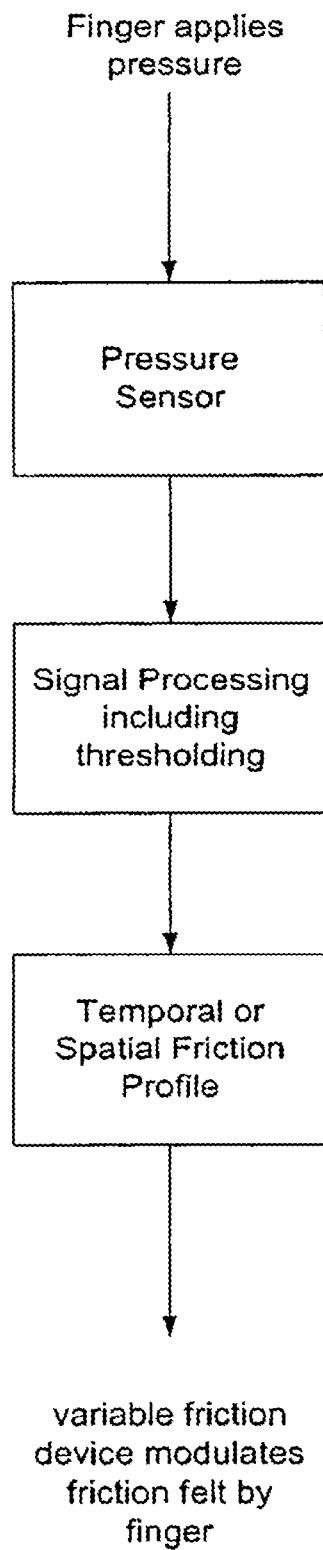 Finger applies
pressure
Pressure
Sensor
Signal Processing
including
thresholding
Temporal or
Spatial Friction
Profile
variable friction
device modulates
friction felt by
finger